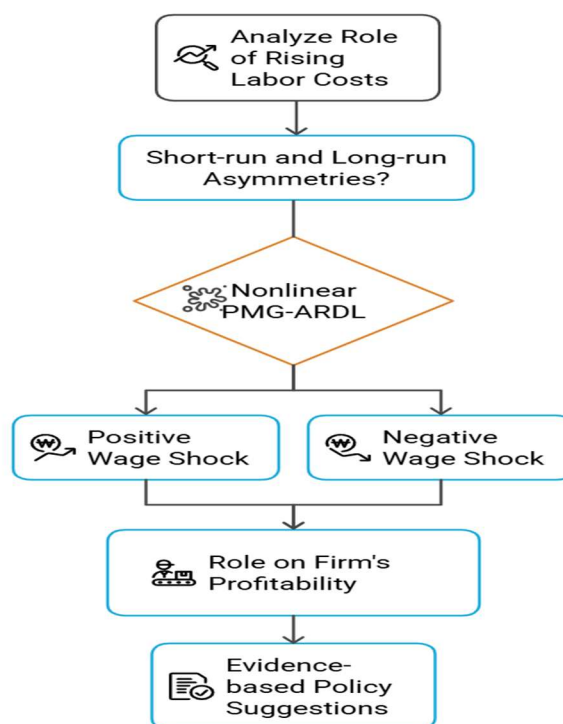 Analyze Role
of Rising
Labor Costs
Short-run and Long-run
Asymmetries?
Nonlinear
PMG-ARDL
₩ Positive
Wage Shock
₩ Negative
Wage Shock
Role on Firm's
Profitability
Evidence-
based Policy
Suggestions